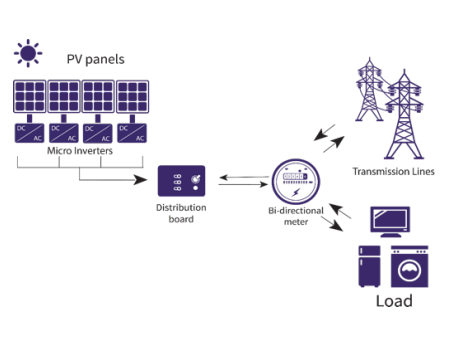 PV panels
DC
AC
DC
AC
DC
AC
DC
AC
Micro Inverters
Transmission Lines
Distribution
board
Bi-directional
meter
Load